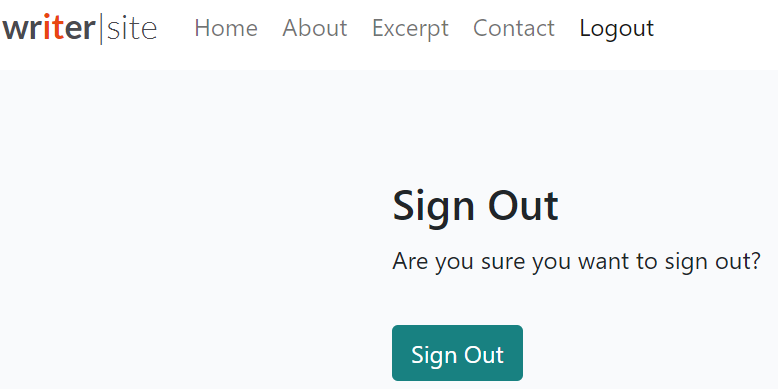 writer|site Home About Excerpt Contact Logout
Sign Out
Are you sure you want to sign out?
Sign Out